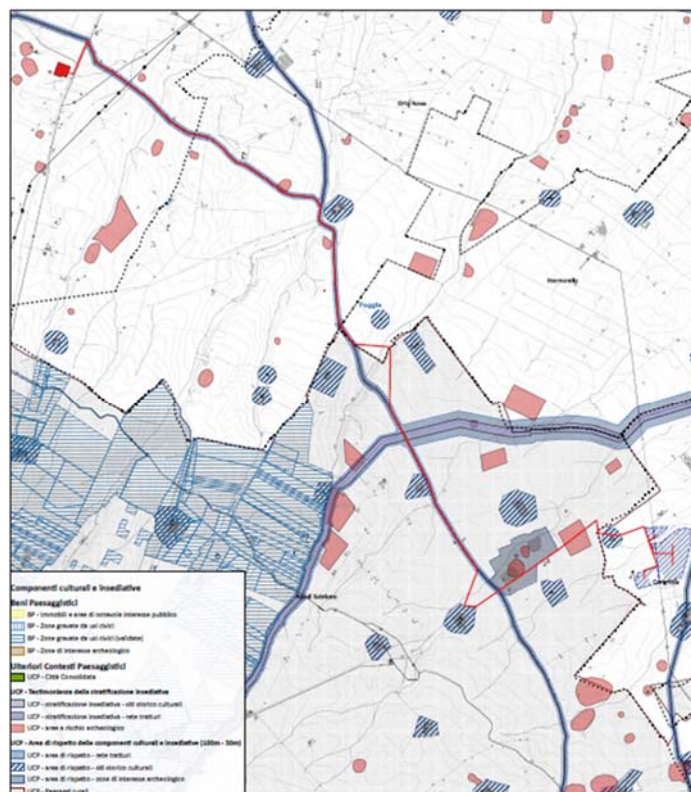 Foggia
Componenti culturali e insediative
Beni Paesaggistici
BP - Immobili e aree di notevole interesse pubblico
BP - Zone gravate da usi civici
BP - Zone gravate da usi civici (validate)
BP - Zone di interesse archeologico
Ulteriori Contesti Paesaggistici
UCP - Città Consolidata
UCP - Testimonianza della stratificazione insediativa
UCP - stratificazione insediativa - siti storico culturali
UCP - stratificazione insediativa - rete tratturi
UCP - aree a rischio archeologico
UCP - Area di rispetto delle componenti culturali e insediative (100m - 30m)
UCP - area di rispetto - rete tratturi
UCP - area di rispetto - siti storico culturali
UCP - area di rispetto - zone di interesse archeologico
UCP - Paesaggi rurali